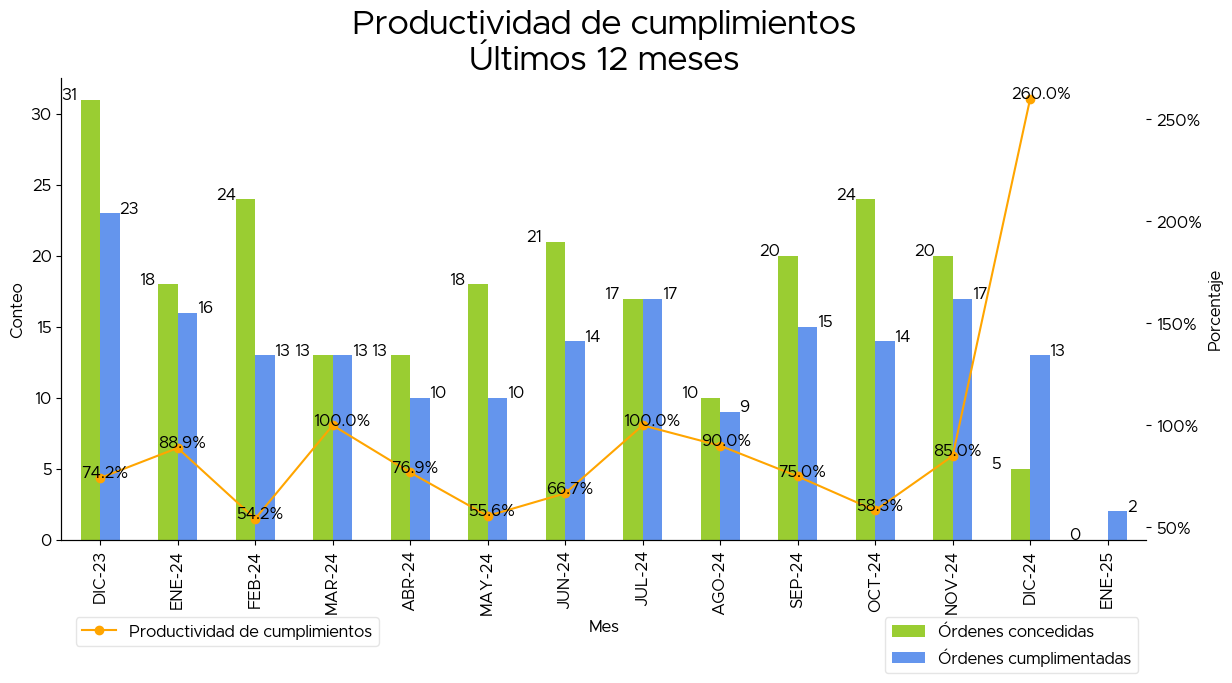 Productividad de cumplimientos
Últimos 12 meses
Conteo
30
25
20
15
10
5
0
31
18
24
13
13
18
21
17
10
20
24
20
5
0
23
16
13
13
10
10
14
17
9
15
14
17
13
2
74.2%
88.9%
54.2%
100.0%
76.9%
55.6%
66.7%
100.0%
90.0%
75.0%
58.3%
85.0%
260.0%
250%
200%
150%
100%
50%
Porcentaje
DIC-23
ENE-24
FEB-24
MAR-24
ABR-24
MAY-24
JUN-24
JUL-24
AGO-24
SEP-24
OCT-24
NOV-24
DIC-24
ENE-25
Mes
Productividad de cumplimientos
Órdenes concedidas
Órdenes cumplimentadas